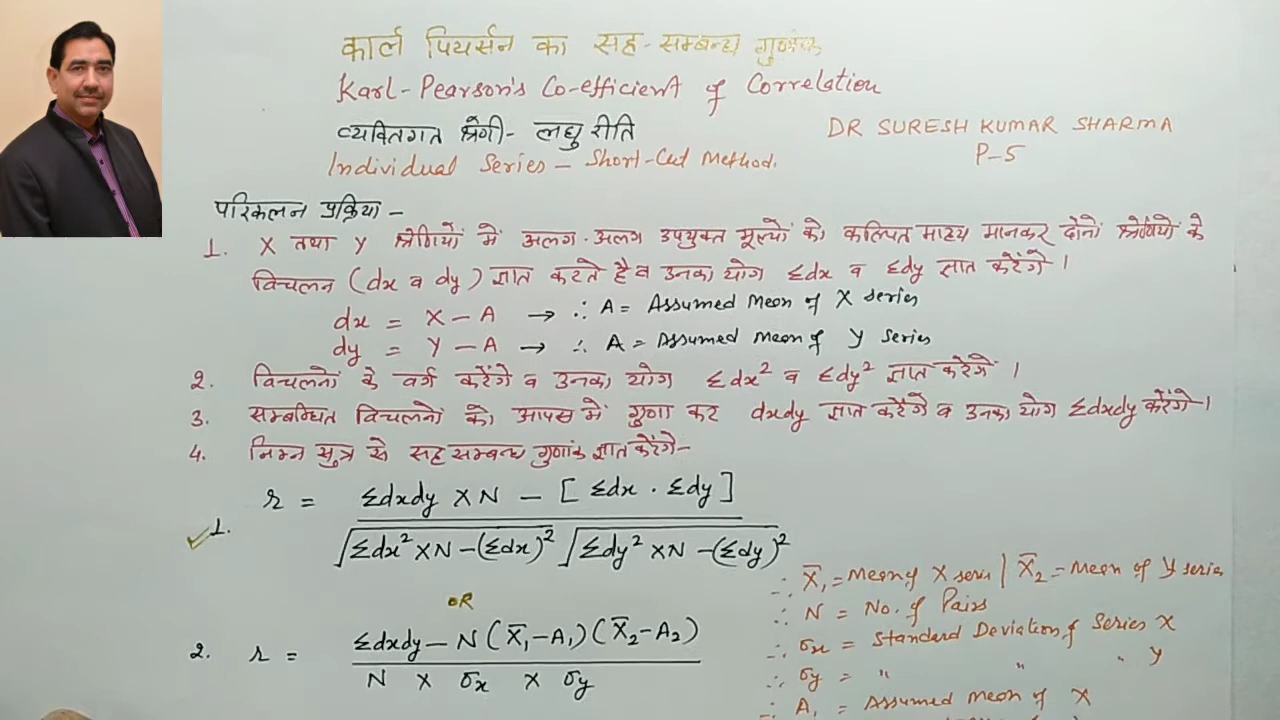 कार्ल पियर्सन का सह-सम्बन्ध गुणांक
Karl-Pearson's Co-efficient of Correlation
व्यक्तिगत श्रेणी- लघु रीति
DR SURESH KUMAR SHARMA
P-5
Individual Series - Short-Cut Method.
परिकलन प्रक्रिया -
1. X तथा Y श्रेणियों में अलग-अलग उपयुक्त मूल्यों को कल्पित माध्य मानकर दोनों श्रेणियों के
विचलन (dx व dy) ज्ञात करते है व उनका योग Σdx व Σdy ज्ञात करेंगे।
dx = X - A → ∴ A = Assumed Mean of X series
dy = Y - A → ∴ A = Assumed Mean of Y Series
2. विचलनों के वर्ग करेंगे व उनका योग Σdx² व Σdy² ज्ञात करेंगे।
3. सम्बन्धित विचलनों को आपस में गुणा कर dxdy ज्ञात करेंगे व उनका योग Σdxdy करेंगे।
4. निम्न सूत्र से सहसम्बन्ध गुणांक ज्ञात करेंगे-
1. r = Σdxdy × N - [Σdx . Σdy]
√Σdx² × N - (Σdx)² √Σdy² × N - (Σdy)²
OR
2. r = Σdxdy - N (X̄₁ - A₁) (X̄₂ - A₂)
N × σx × σy
∴ X̄₁ = Mean of X series | X̄₂ = Mean of Y series
∴ N = No. of Pairs
∴ σx = Standard Deviation of Series X
∴ σy = " " " Y
∴ A₁ = Assumed Mean of X